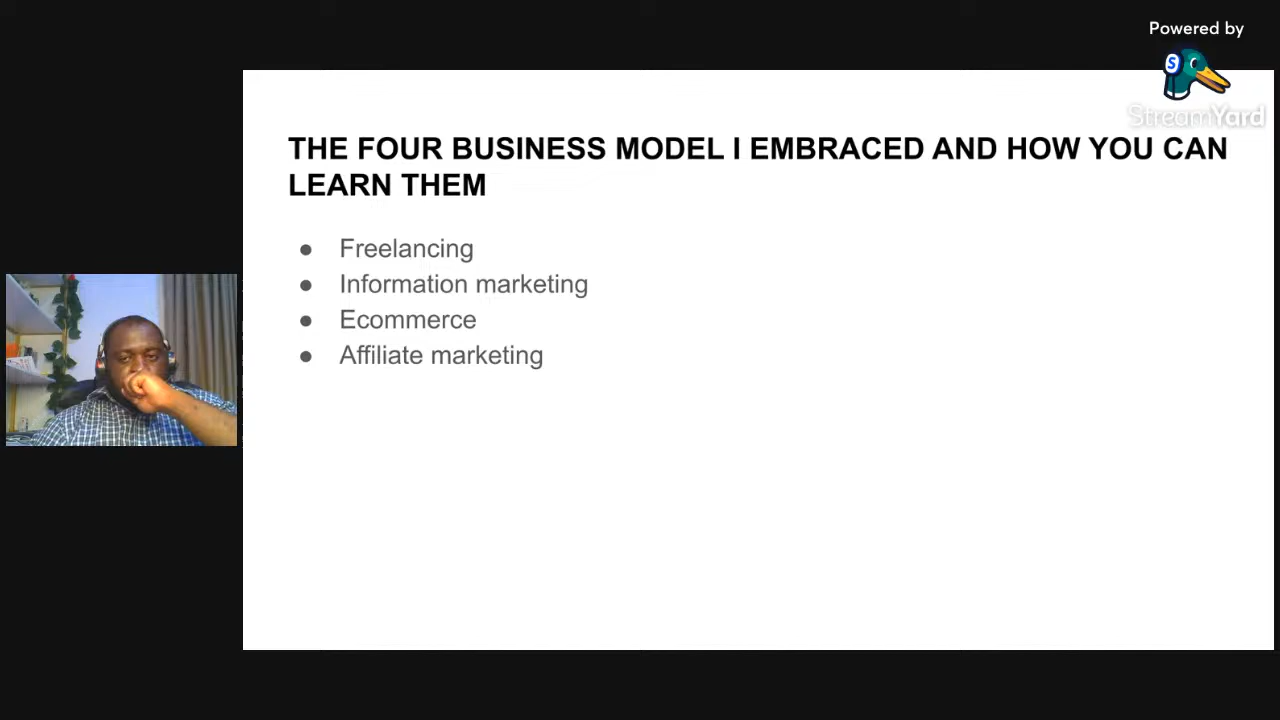 Powered by
StreamYard
THE FOUR BUSINESS MODEL I EMBRACED AND HOW YOU CAN
LEARN THEM
● Freelancing
● Information marketing
● Ecommerce
● Affiliate marketing